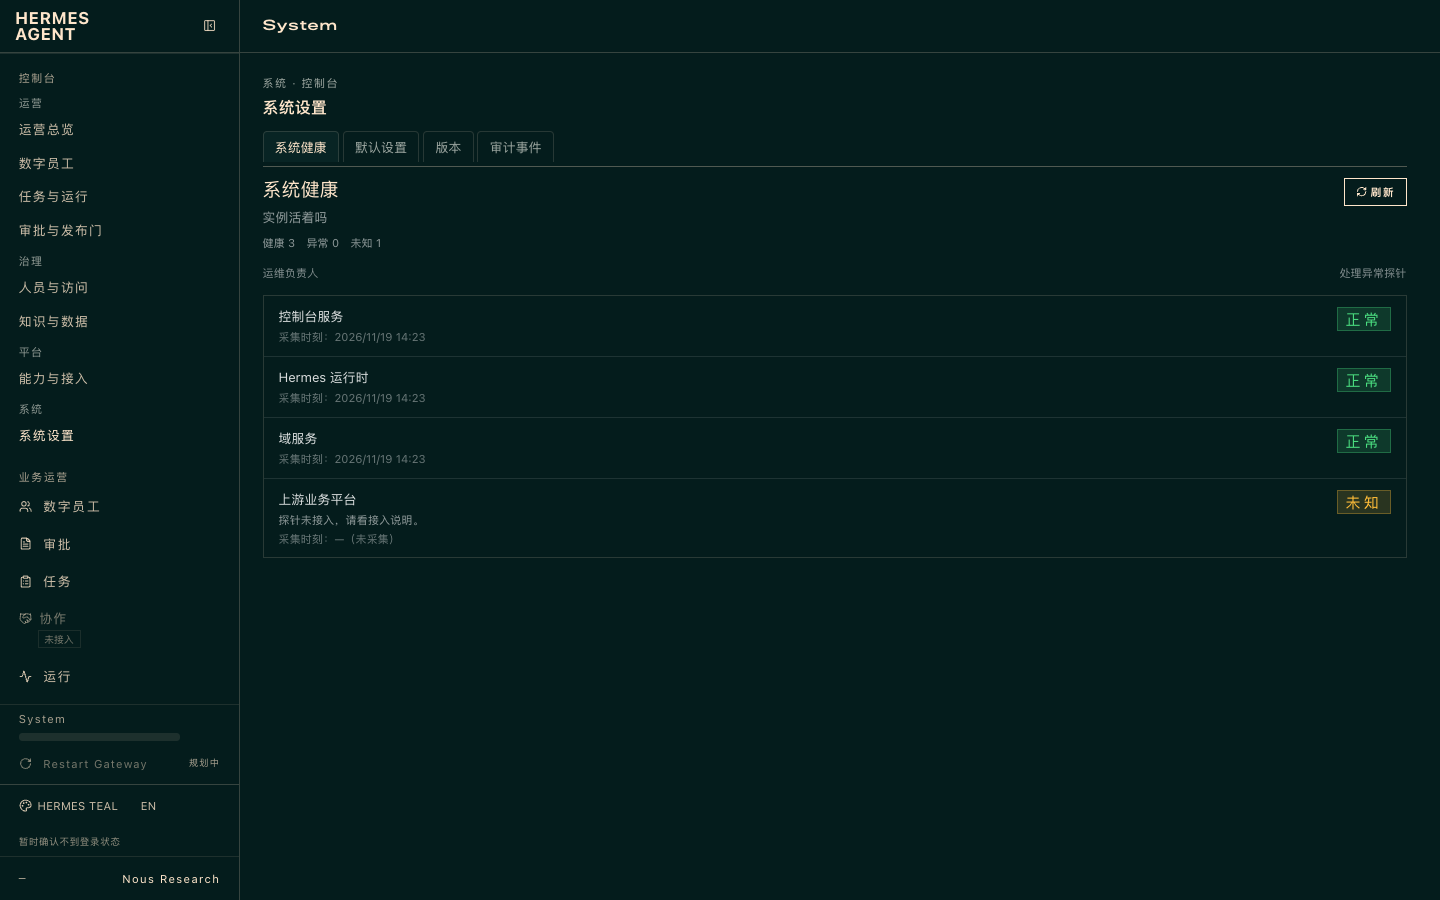 HERMES
AGENT
控制台
运营
运营总览
数字员工
任务与运行
审批与发布门
治理
人员与访问
知识与数据
平台
能力与接入
系统
系统设置
业务运营
数字员工
审批
任务
协作
未接入
运行
System
Restart Gateway 规划中
HERMES TEAL EN
暂时确认不到登录状态
— Nous Research
System
系统 · 控制台
系统设置
系统健康 默认设置 版本 审计事件
系统健康
刷新
实例活着吗
健康 3 异常 0 未知 1
运维负责人 处理异常探针
控制台服务 正常
采集时刻：2026/11/19 14:23
Hermes 运行时 正常
采集时刻：2026/11/19 14:23
域服务 正常
采集时刻：2026/11/19 14:23
上游业务平台 未知
探针未接入，请看接入说明。
采集时刻：—（未采集）